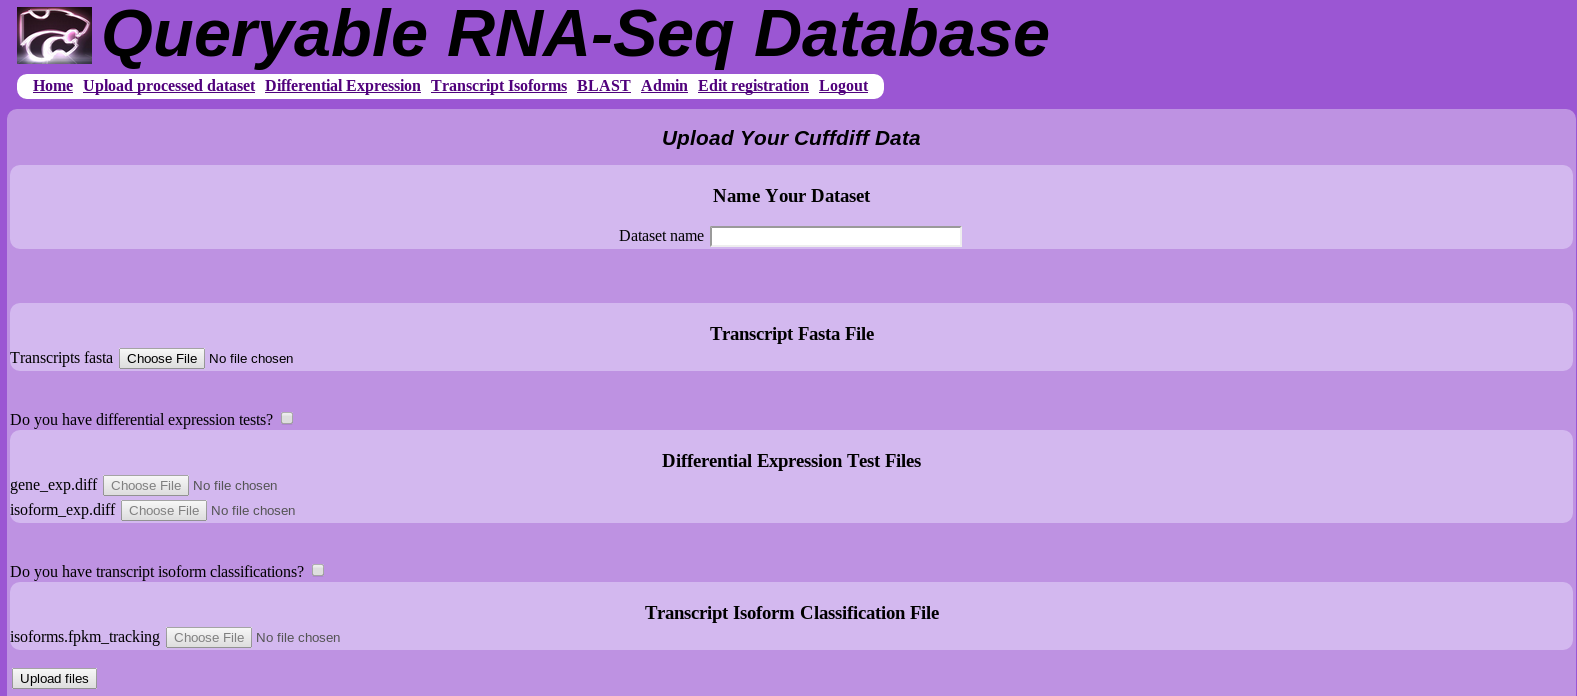 Queryable RNA-Seq Database
Home Upload processed dataset Differential Expression Transcript Isoforms BLAST Admin Edit registration Logout
Upload Your Cuffdiff Data
Name Your Dataset
Dataset name
Transcript Fasta File
Transcripts fasta Choose File No file chosen
Do you have differential expression tests?
Differential Expression Test Files
gene_exp.diff Choose File No file chosen
isoform_exp.diff Choose File No file chosen
Do you have transcript isoform classifications?
Transcript Isoform Classification File
isoforms.fpkm_tracking Choose File No file chosen
Upload files